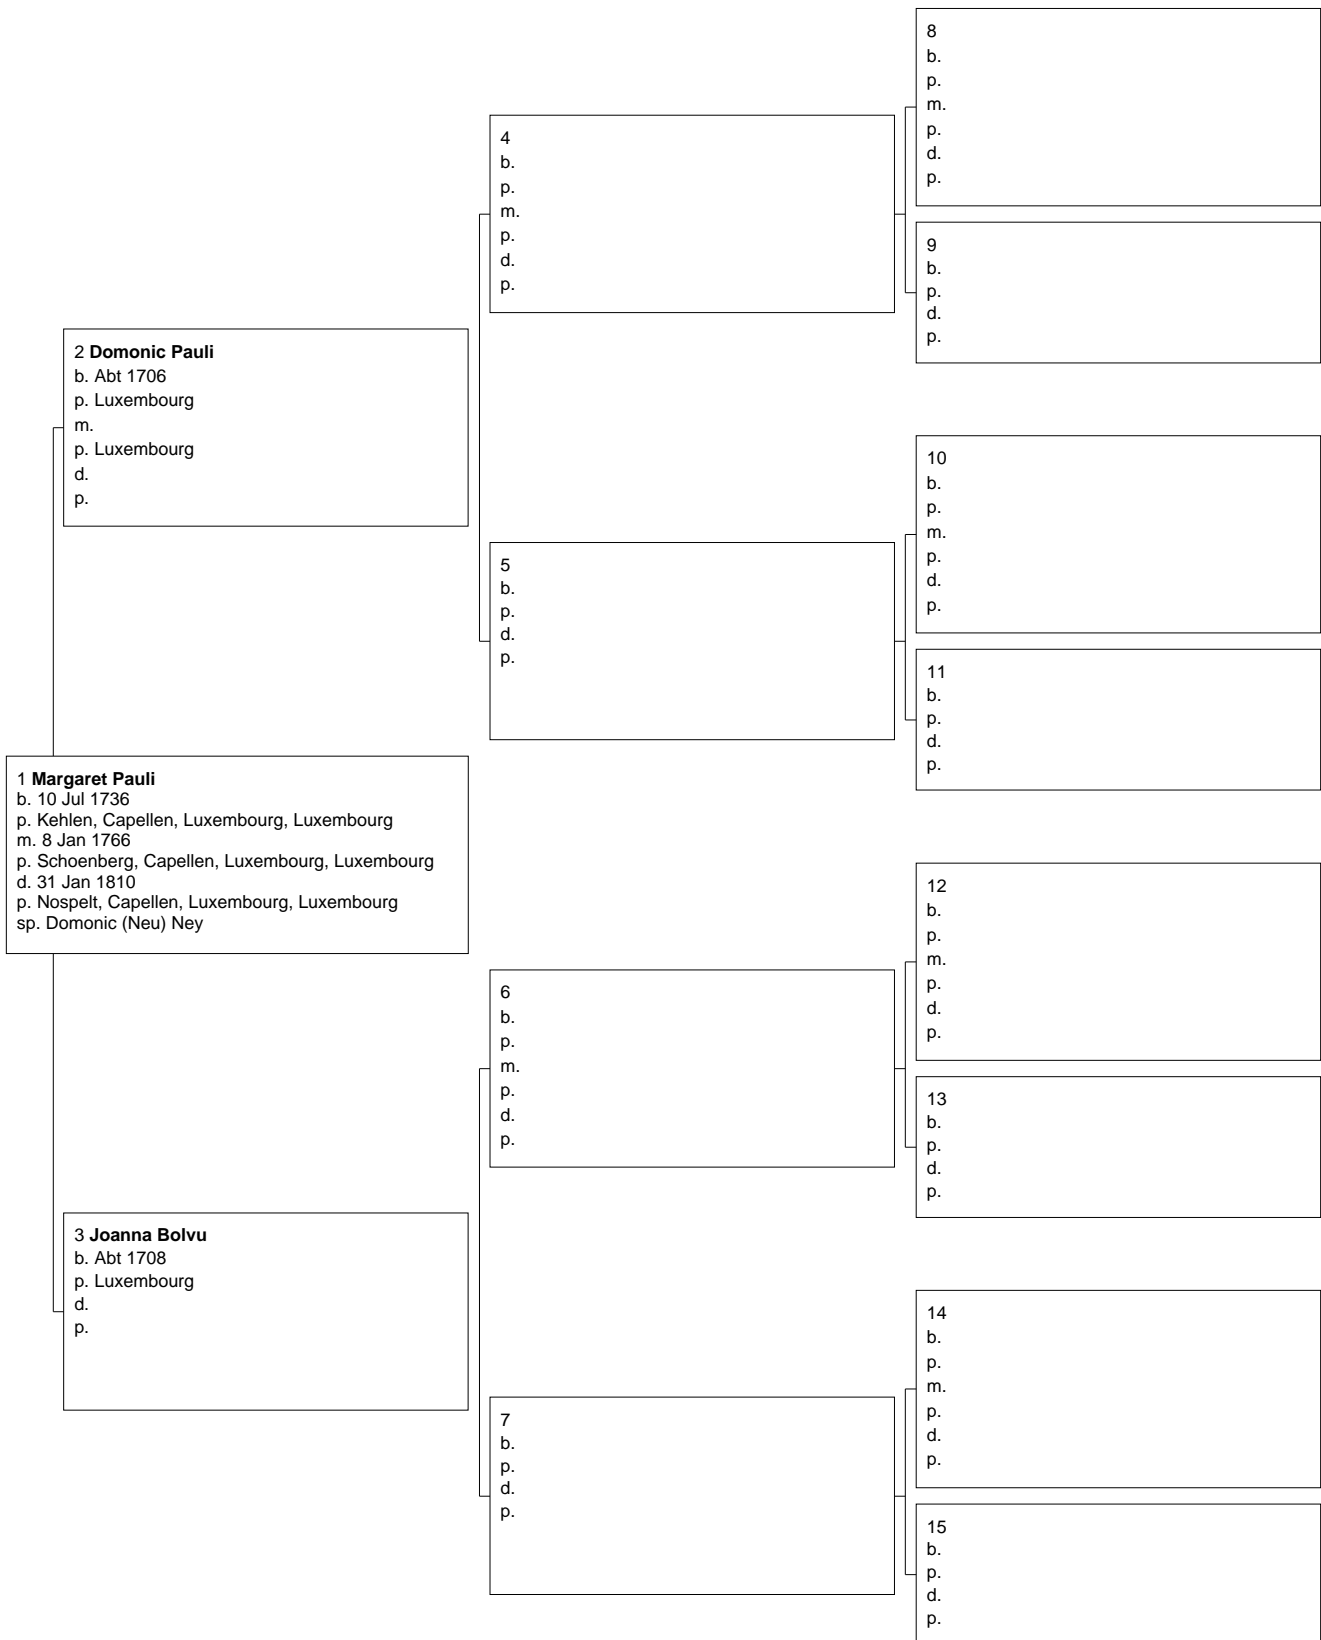 8
b.
p.
m.
p.
d.
p.
4
b.
p.
m.
p.
d.
p.
9
b.
p.
d.
p.
2 Domonic Pauli
b. Abt 1706
p. Luxembourg
m.
p. Luxembourg
d.
p.
10
b.
p.
m.
p.
d.
p.
5
b.
p.
d.
p.
11
b.
p.
d.
p.
1 Margaret Pauli
b. 10 Jul 1736
p. Kehlen, Capellen, Luxembourg, Luxembourg
m. 8 Jan 1766
p. Schoenberg, Capellen, Luxembourg, Luxembourg
d. 31 Jan 1810
p. Nospelt, Capellen, Luxembourg, Luxembourg
sp. Domonic (Neu) Ney
12
b.
p.
m.
p.
d.
p.
6
b.
p.
m.
p.
d.
p.
13
b.
p.
d.
p.
3 Joanna Bolvu
b. Abt 1708
p. Luxembourg
d.
p.
14
b.
p.
m.
p.
d.
p.
7
b.
p.
d.
p.
15
b.
p.
d.
p.